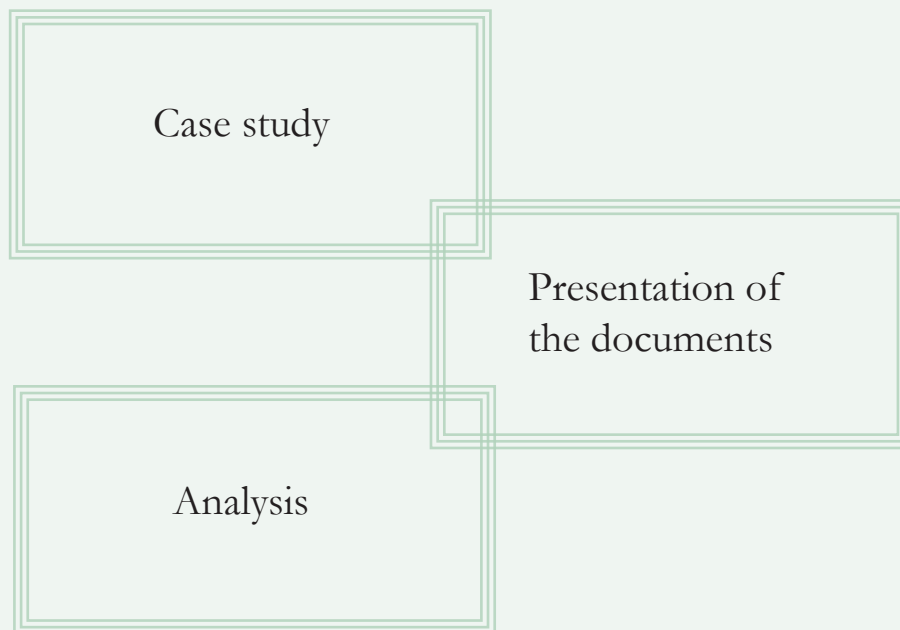 Case study
Presentation of
the documents
Analysis